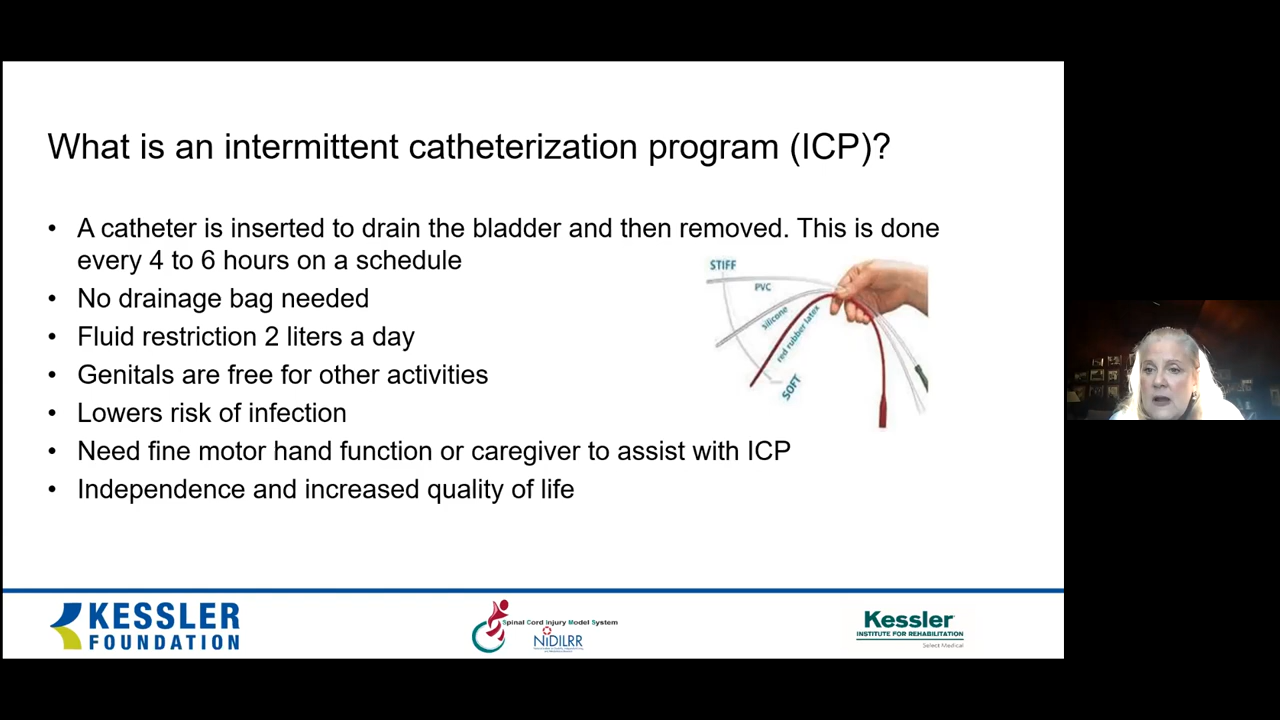 What is an intermittent catheterization program (ICP)?
• A catheter is inserted to drain the bladder and then removed. This is done
every 4 to 6 hours on a schedule
• No drainage bag needed
• Fluid restriction 2 liters a day
• Genitals are free for other activities
• Lowers risk of infection
• Need fine motor hand function or caregiver to assist with ICP
• Independence and increased quality of life
STIFF
PVC
silicone
red rubber latex
SOFT
KESSLER
FOUNDATION
Spinal Cord Injury Model System
NIDILRR
Kessler
INSTITUTE FOR REHABILITATION
Select Medical